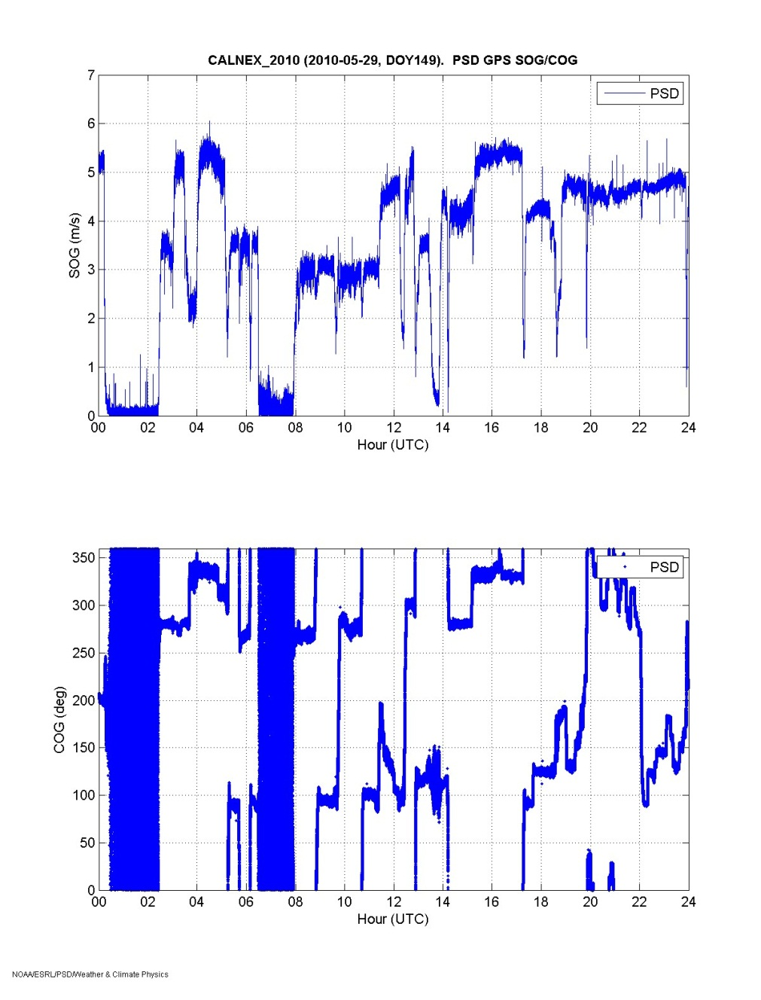 CALNEX_2010 (2010-05-29, DOY149).  PSD GPS SOG/COG
7
6
5
4
3
2
1
0
SOG (m/s)
PSD
00 02 04 06 08 10 12 14 16 18 20 22 24
Hour (UTC)
350
300
250
200
150
100
50
0
COG (deg)
PSD
00 02 04 06 08 10 12 14 16 18 20 22 24
Hour (UTC)
NOAA/ESRL/PSD/Weather & Climate Physics